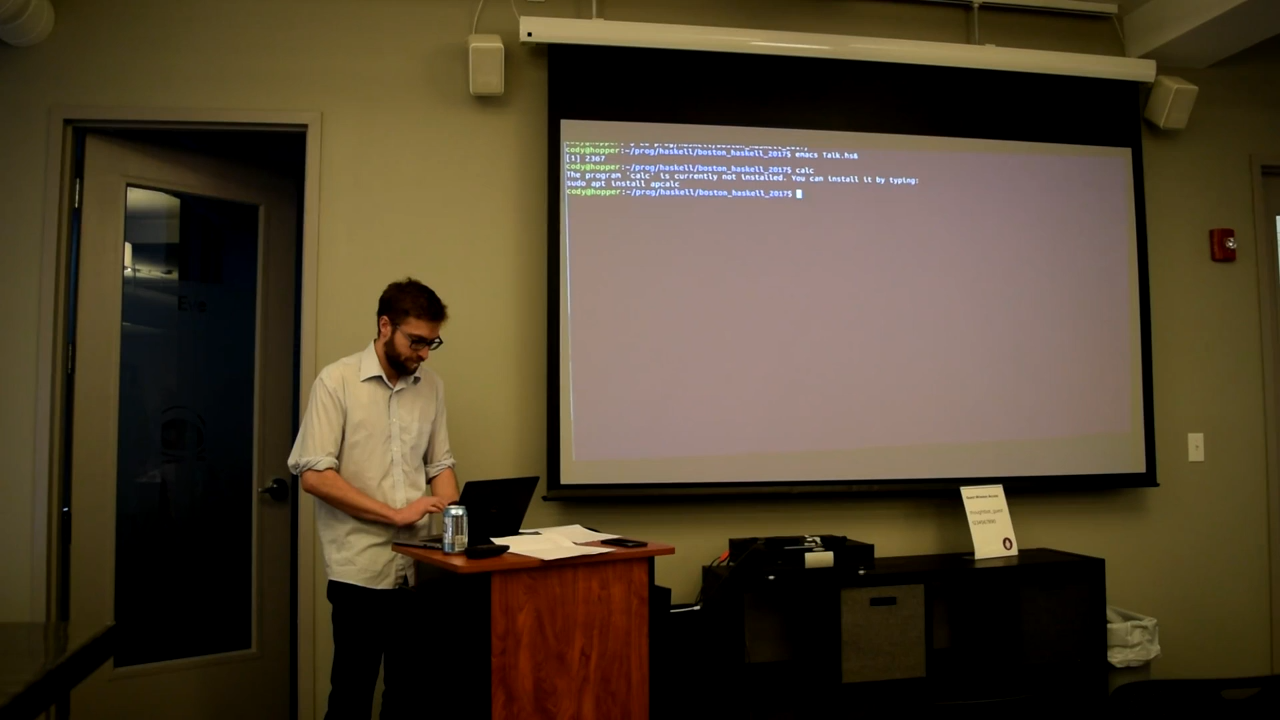 cody@hopper:~/prog/haskell/boston_haskell_2017$ emacs Talk.hs&
[1] 2367
cody@hopper:~/prog/haskell/boston_haskell_2017$ calc
The program 'calc' is currently not installed. You can install it by typing:
sudo apt install apcalc
cody@hopper:~/prog/haskell/boston_haskell_2017$